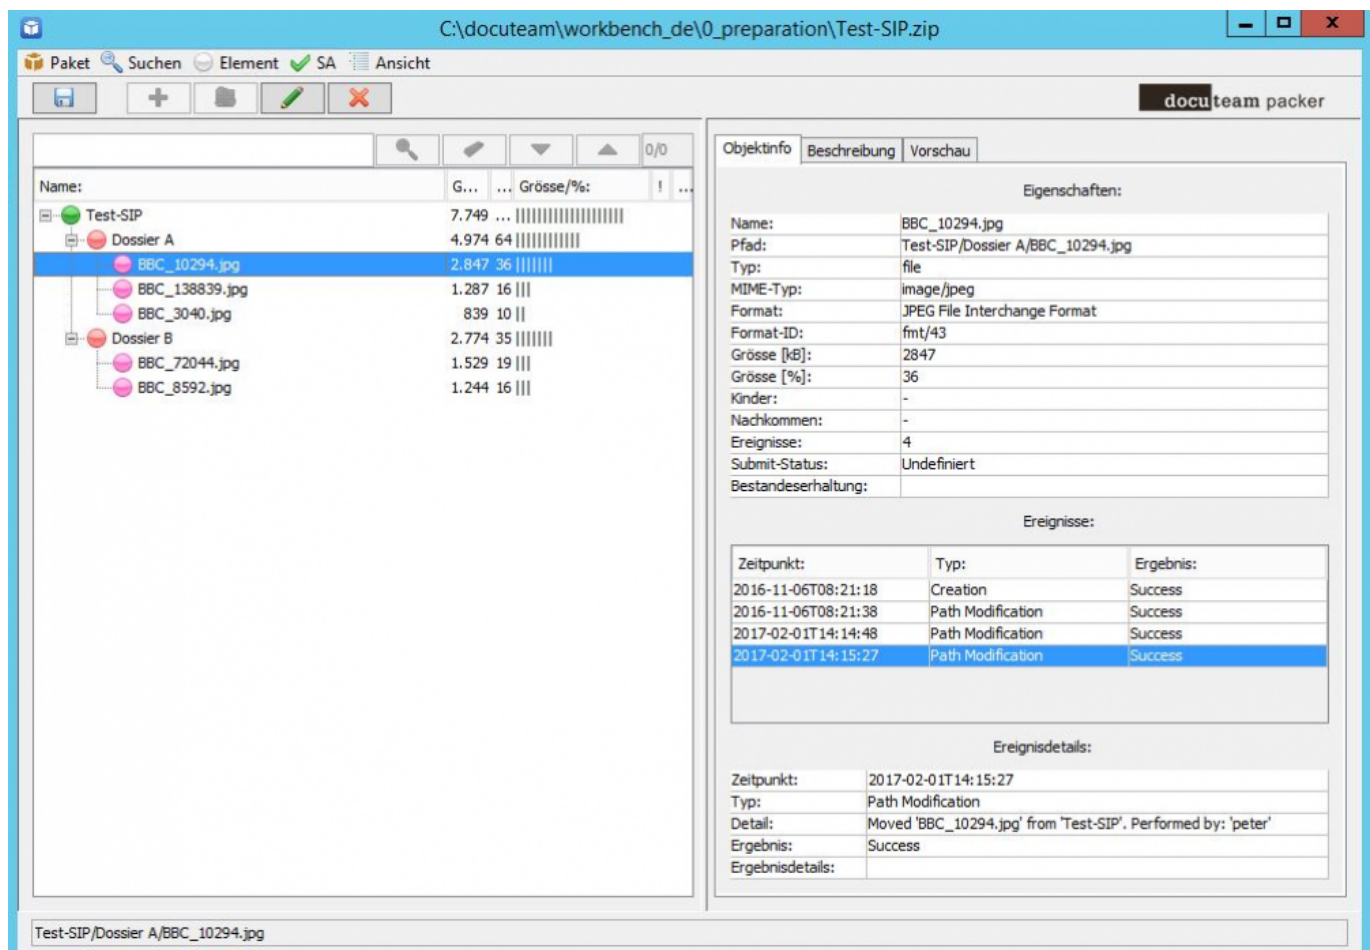 C:\docuteam\workbench_de\0_preparation\Test-SIP.zip
Paket Suchen Element SA Ansicht
docuteam packer
0/0
Name: G... ... Grösse/%: ! ...
Test-SIP 7.749 ...
Dossier A 4.974 64
BBC_10294.jpg 2.847 36
BBC_138839.jpg 1.287 16
BBC_3040.jpg 839 10
Dossier B 2.774 35
BBC_72044.jpg 1.529 19
BBC_8592.jpg 1.244 16
Objektinfo Beschreibung Vorschau
Eigenschaften:
Name: BBC_10294.jpg
Pfad: Test-SIP/Dossier A/BBC_10294.jpg
Typ: file
MIME-Typ: image/jpeg
Format: JPEG File Interchange Format
Format-ID: fmt/43
Grösse [kB]: 2847
Grösse [%]: 36
Kinder: -
Nachkommen: -
Ereignisse: 4
Submit-Status: Undefiniert
Bestandeserhaltung:
Ereignisse:
Zeitpunkt: Typ: Ergebnis:
2016-11-06T08:21:18 Creation Success
2016-11-06T08:21:38 Path Modification Success
2017-02-01T14:14:48 Path Modification Success
2017-02-01T14:15:27 Path Modification Success
Ereignisdetails:
Zeitpunkt: 2017-02-01T14:15:27
Typ: Path Modification
Detail: Moved 'BBC_10294.jpg' from 'Test-SIP'. Performed by: 'peter'
Ergebnis: Success
Ergebnisdetails:
Test-SIP/Dossier A/BBC_10294.jpg